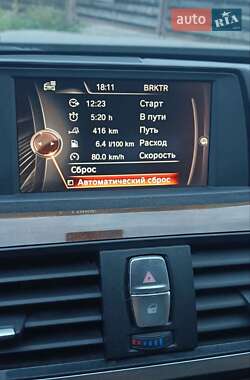 auto RIA
18:11 BRKTR
12:23 Старт
5:20 h В пути
416 km Путь
6.4 l/100 km Расход
80.0 km/h Скорость
Сброс
Автоматический сброс